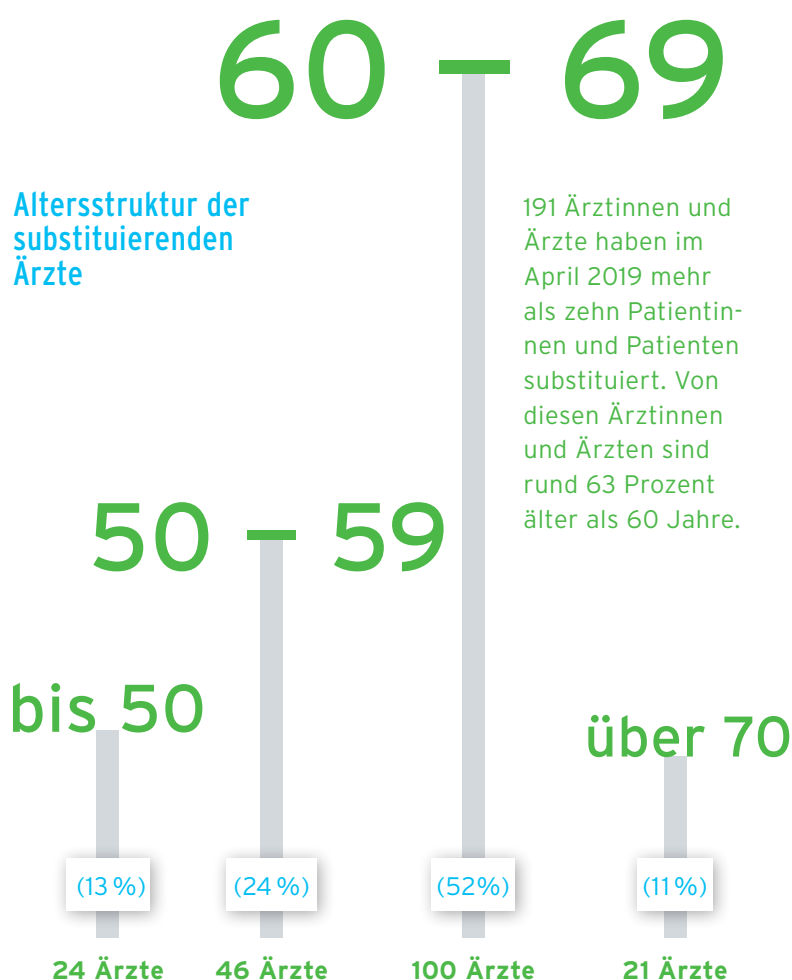 60 – 69
Altersstruktur der
substituierenden
Ärzte
191 Ärztinnen und
Ärzte haben im
April 2019 mehr
als zehn Patientin-
nen und Patienten
substituiert. Von
diesen Ärztinnen
und Ärzten sind
rund 63 Prozent
älter als 60 Jahre.
50 – 59
bis 50
über 70
(13 %) (24 %) (52%) (11 %)
24 Ärzte 46 Ärzte 100 Ärzte 21 Ärzte